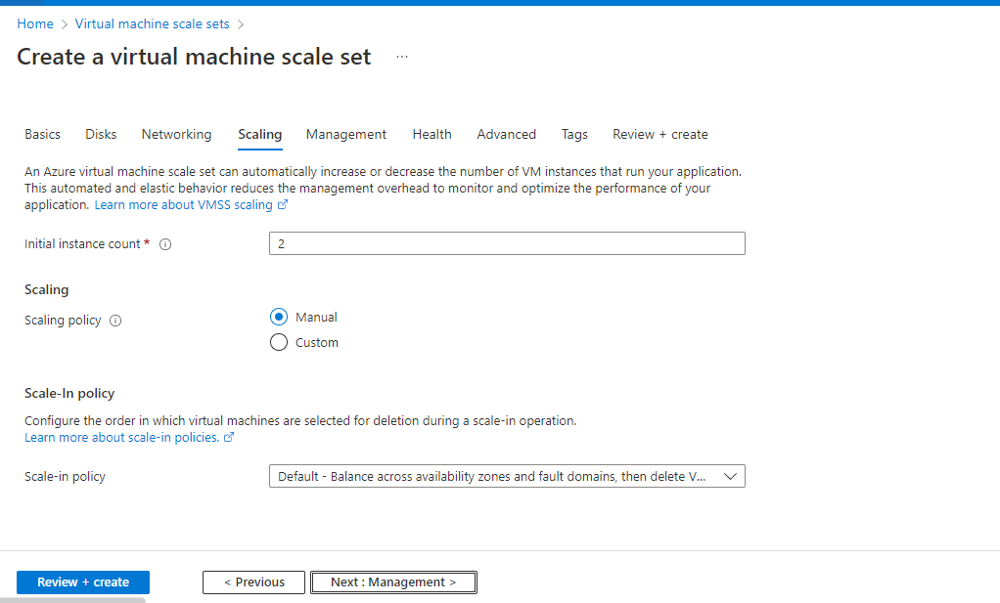 Home > Virtual machine scale sets >
Create a virtual machine scale set ...
Basics Disks Networking Scaling Management Health Advanced Tags Review + create
An Azure virtual machine scale set can automatically increase or decrease the number of VM instances that run your application.
This automated and elastic behavior reduces the management overhead to monitor and optimize the performance of your
application. Learn more about VMSS scaling
Initial instance count * 2
Scaling
Scaling policy Manual
Custom
Scale-In policy
Configure the order in which virtual machines are selected for deletion during a scale-in operation.
Learn more about scale-in policies.
Scale-in policy Default - Balance across availability zones and fault domains, then delete V...
Review + create < Previous Next : Management >